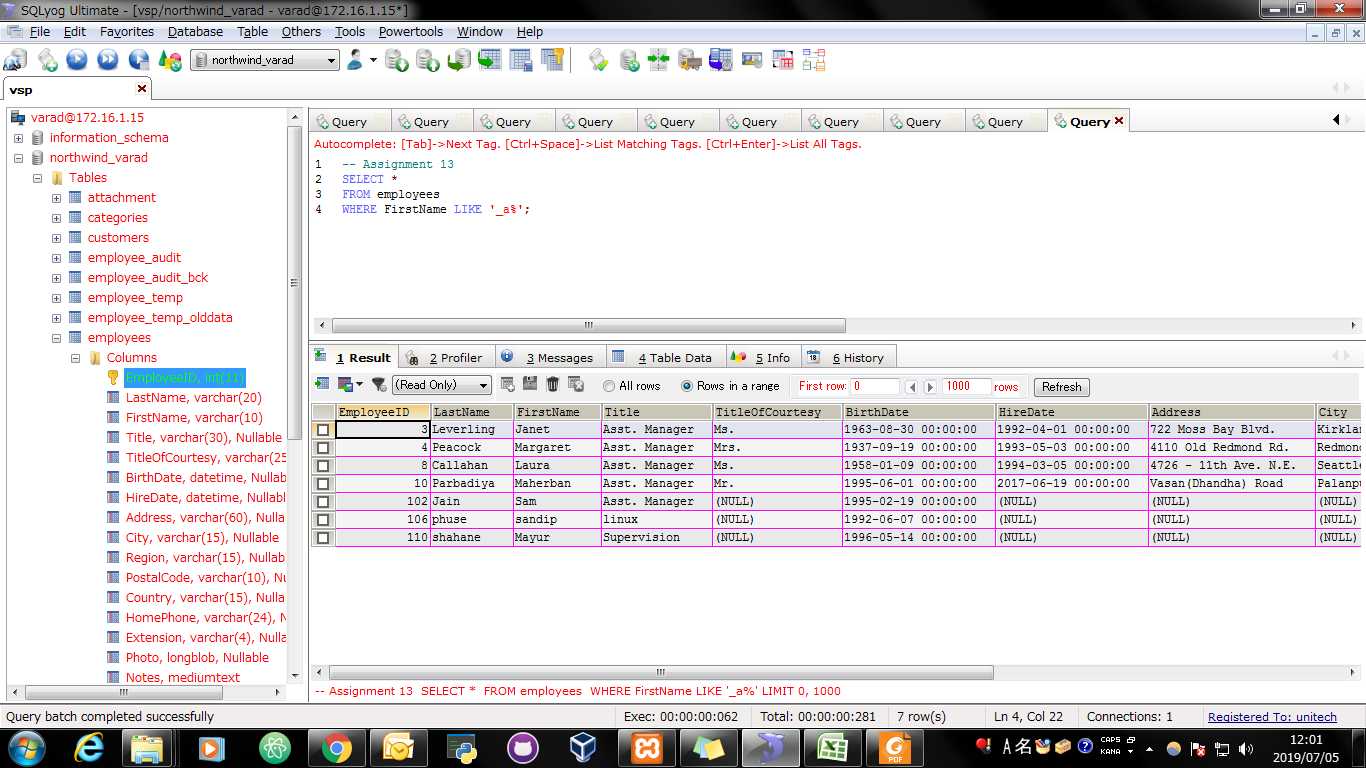 SQLyog Ultimate - [vsp/northwind_varad - varad@172.16.1.15*]
File Edit Favorites Database Table Others Tools Powertools Window Help
northwind_varad
vsp
varad@172.16.1.15
information_schema
northwind_varad
Tables
attachment
categories
customers
employee_audit
employee_audit_bck
employee_temp
employee_temp_olddata
employees
Columns
EmployeeID, int(11)
LastName, varchar(20)
FirstName, varchar(10)
Title, varchar(30), Nullable
TitleOfCourtesy, varchar(25
BirthDate, datetime, Nullabl
HireDate, datetime, Nullabl
Address, varchar(60), Nulla
City, varchar(15), Nullable
Region, varchar(15), Nullab
PostalCode, varchar(10), Nu
Country, varchar(15), Nulla
HomePhone, varchar(24), N
Extension, varchar(4), Nulla
Photo, longblob, Nullable
Notes, mediumtext
Query Query Query Query Query Query Query Query Query Query
Autocomplete: [Tab]->Next Tag. [Ctrl+Space]->List Matching Tags. [Ctrl+Enter]->List All Tags.
1 -- Assignment 13
2 SELECT *
3 FROM employees
4 WHERE FirstName LIKE '_a%';
1 Result 2 Profiler 3 Messages 4 Table Data 5 Info 6 History
(Read Only) All rows Rows in a range First row: 0 1000 rows Refresh
EmployeeID LastName FirstName Title TitleOfCourtesy BirthDate HireDate Address City
3 Leverling Janet Asst. Manager Ms. 1963-08-30 00:00:00 1992-04-01 00:00:00 722 Moss Bay Blvd. Kirklan
4 Peacock Margaret Asst. Manager Mrs. 1937-09-19 00:00:00 1993-05-03 00:00:00 4110 Old Redmond Rd. Redmon
8 Callahan Laura Asst. Manager Ms. 1958-01-09 00:00:00 1994-03-05 00:00:00 4726 - 11th Ave. N.E. Seattl
10 Parbadiya Maherban Asst. Manager Mr. 1995-06-01 00:00:00 2017-06-19 00:00:00 Vasan(Dhandha) Road Palanpu
102 Jain Sam Asst. Manager (NULL) 1995-02-19 00:00:00 (NULL) (NULL) (NULL)
106 phuse sandip linux (NULL) 1992-06-07 00:00:00 (NULL) (NULL) (NULL)
110 shahane Mayur Supervision (NULL) 1996-05-14 00:00:00 (NULL) (NULL) (NULL)
-- Assignment 13 SELECT * FROM employees WHERE FirstName LIKE '_a%' LIMIT 0, 1000
Query batch completed successfully Exec: 00:00:00:062 Total: 00:00:00:281 7 row(s) Ln 4, Col 22 Connections: 1 Registered To: unitech
PDF
A 名 CAPS KANA
12:01
2019/07/05